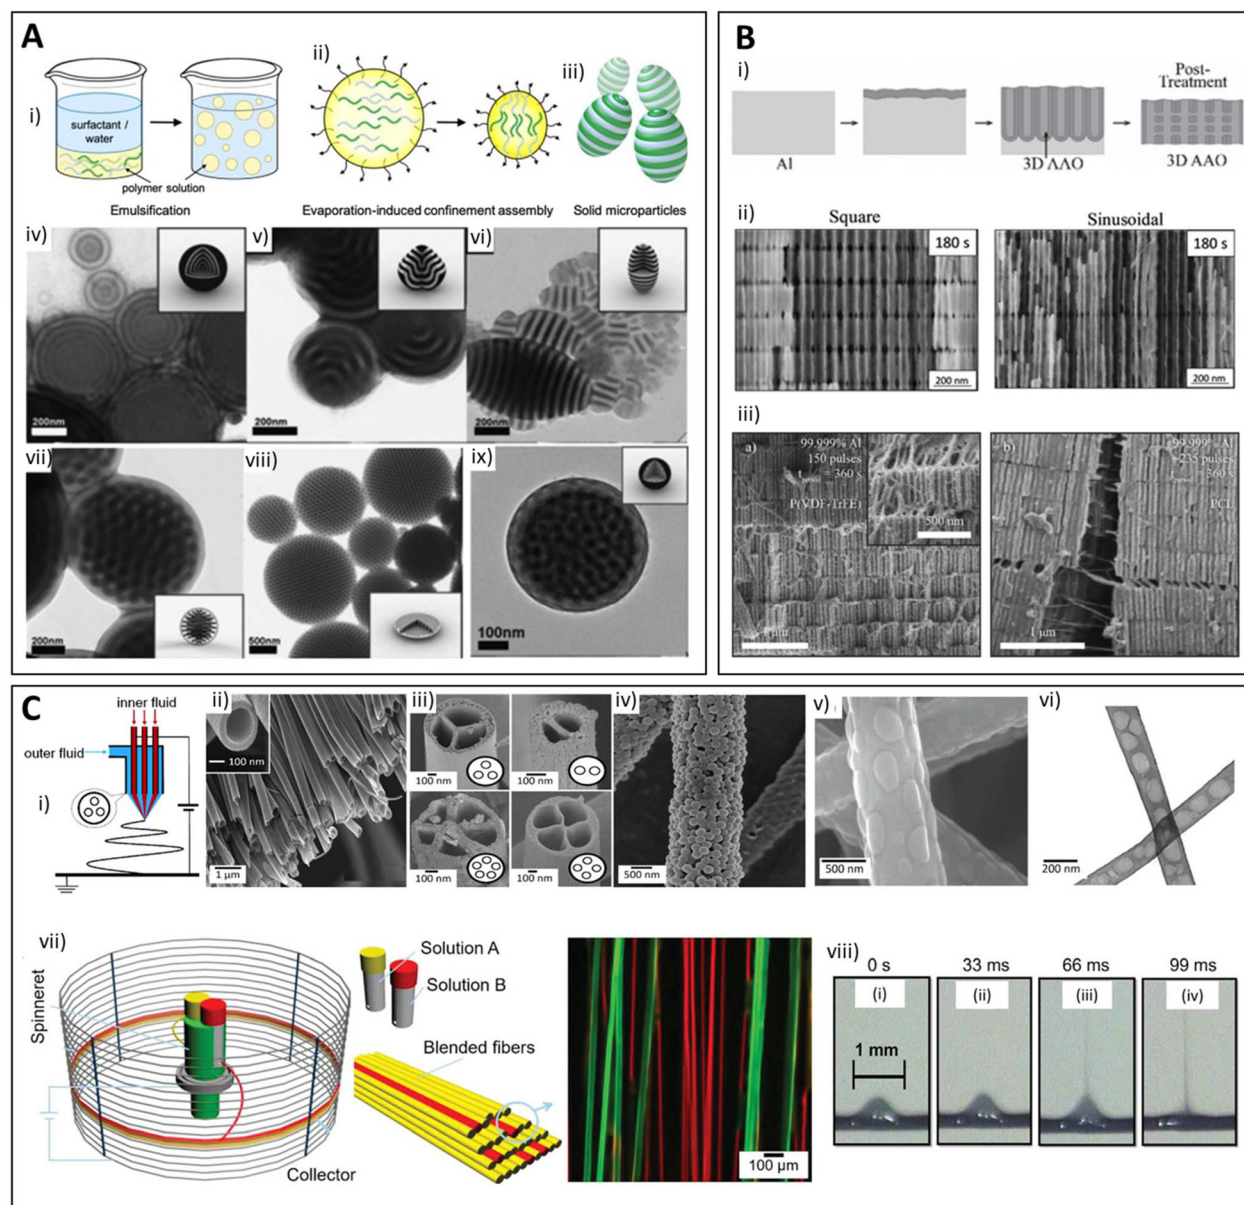 A
i)
surfactant /
water
polymer solution
Emulsification
ii)
Evaporation-induced confinement assembly
iii)
Solid microparticles
iv)
200nm
v)
200nm
vi)
200nm
vii)
200nm
viii)
500nm
ix)
100nm
B
i)
Al
3D AAO
Post-
Treatment
3D AAO
ii)
Square
180 s
200 nm
Sinusoidal
180 s
200 nm
iii)
a)
99.999% Al
150 pulses
= 360 s
P(VDF-TrFE)
500 nm
1 µm
b)
99.999% Al
235 pulses
= 360 s
PCL
1 µm
C
i)
inner fluid
outer fluid
ii)
100 nm
1 µm
iii)
100 nm
100 nm
100 nm
100 nm
iv)
500 nm
v)
500 nm
vi)
200 nm
vii)
Spinneret
Collector
Solution A
Solution B
Blended fibers
100 µm
viii)
0 s
33 ms
66 ms
99 ms
(i)
(ii)
(iii)
(iv)
1 mm